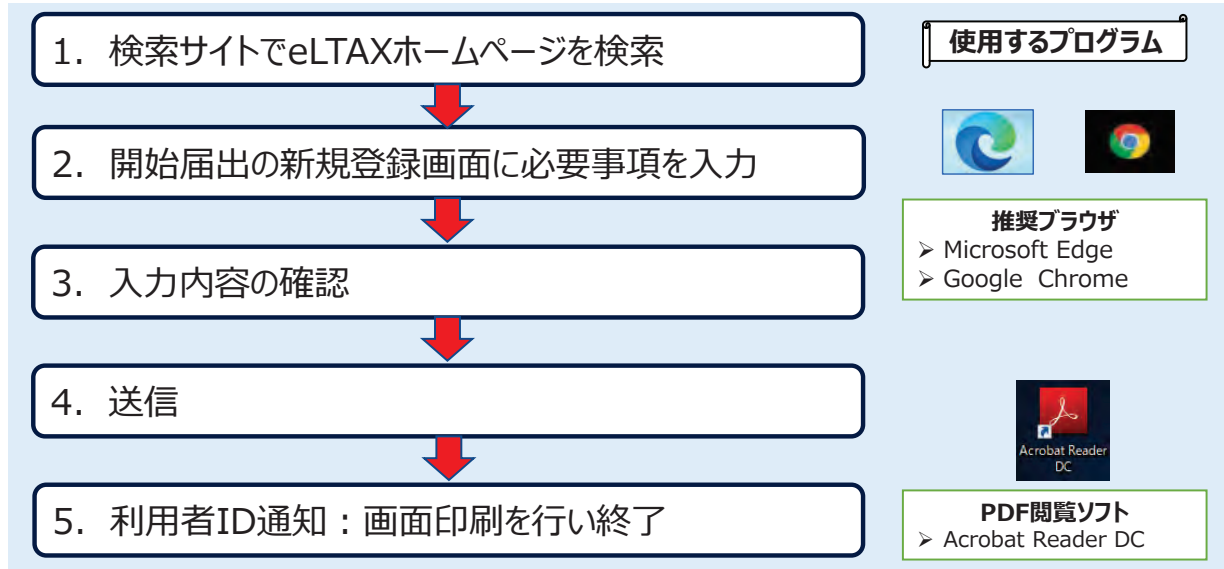 1. 検索サイトでeLTAXホームページを検索
2. 開始届出の新規登録画面に必要事項を入力
3. 入力内容の確認
4. 送信
5. 利用者ID通知：画面印刷を行い終了
使用するプログラム
推奨ブラウザ
➢ Microsoft Edge
➢ Google Chrome
Acrobat Reader
DC
PDF閲覧ソフト
➢ Acrobat Reader DC